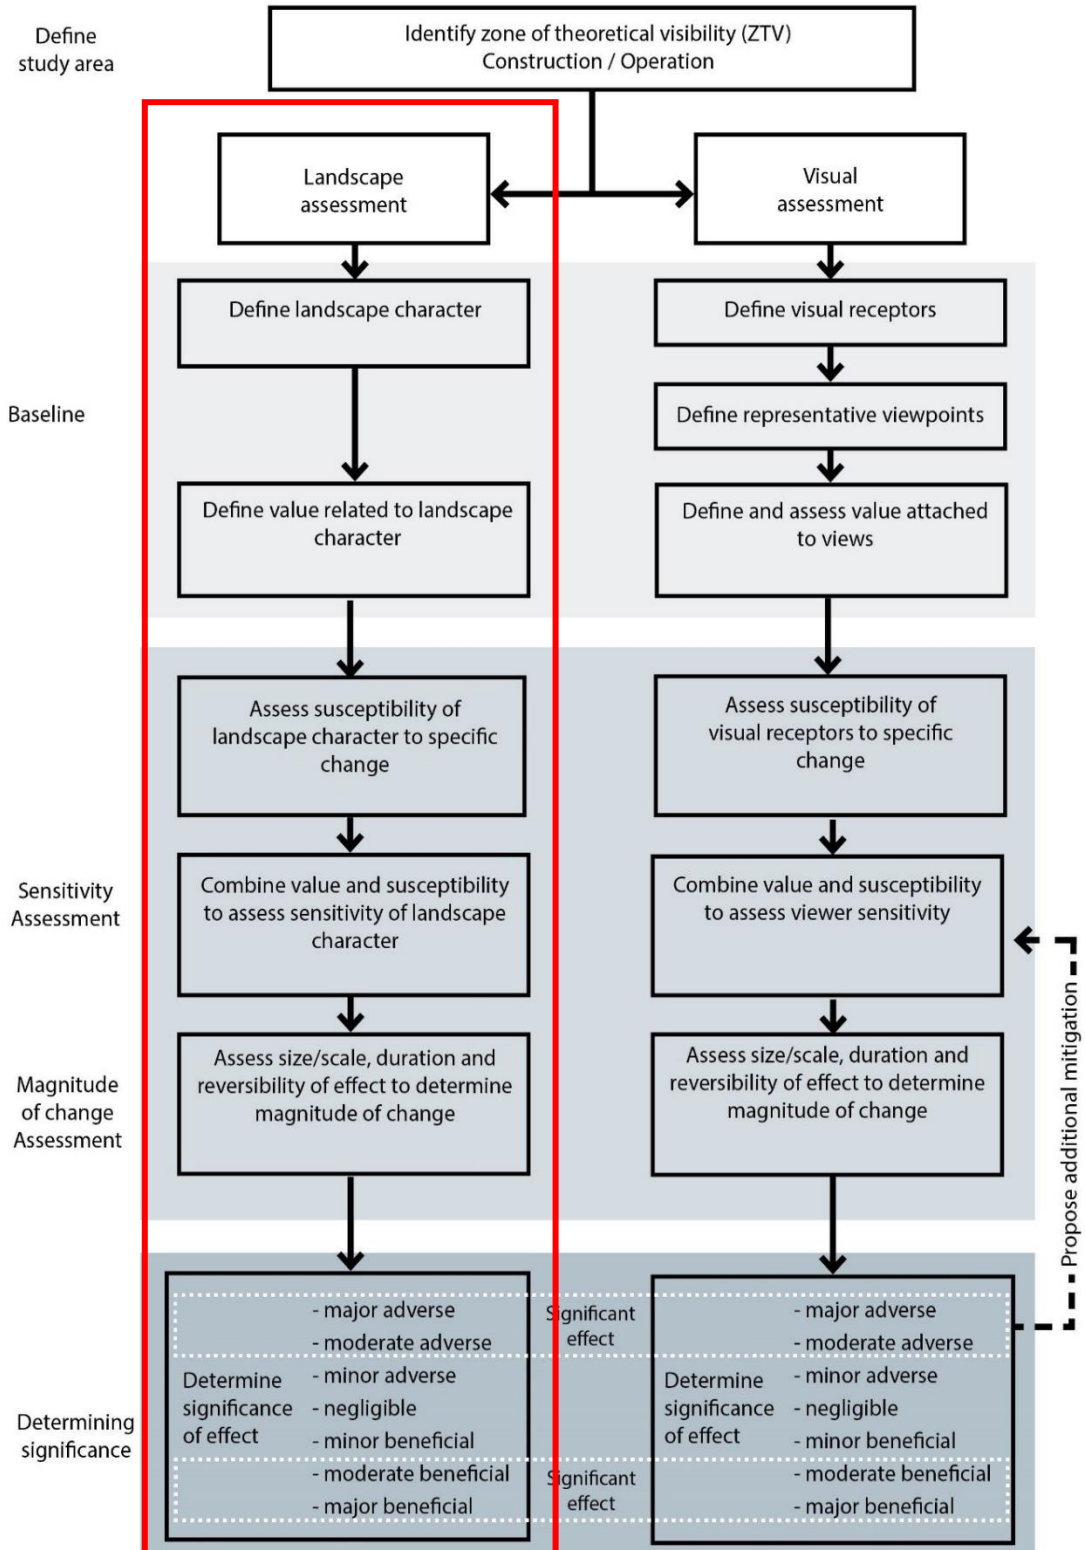 Define
study area
Identify zone of theoretical visibility (ZTV)
Construction / Operation
Landscape
assessment
Visual
assessment
Baseline
Define landscape character
Define visual receptors
Define representative viewpoints
Define value related to landscape
character
Define and assess value attached
to views
Assess susceptibility of
landscape character to specific
change
Assess susceptibility of
visual receptors to specific
change
Sensitivity
Assessment
Combine value and susceptibility
to assess sensitivity of landscape
character
Combine value and susceptibility
to assess viewer sensitivity
Magnitude
of change
Assessment
Assess size/scale, duration and
reversibility of effect to determine
magnitude of change
Assess size/scale, duration and
reversibility of effect to determine
magnitude of change
Propose additional mitigation
Determining
significance
Determine
significance
of effect
- major adverse
- moderate adverse
- minor adverse
- negligible
- minor beneficial
- moderate beneficial
- major beneficial
Significant
effect
Significant
effect
Determine
significance
of effect
- major adverse
- moderate adverse
- minor adverse
- negligible
- minor beneficial
- moderate beneficial
- major beneficial